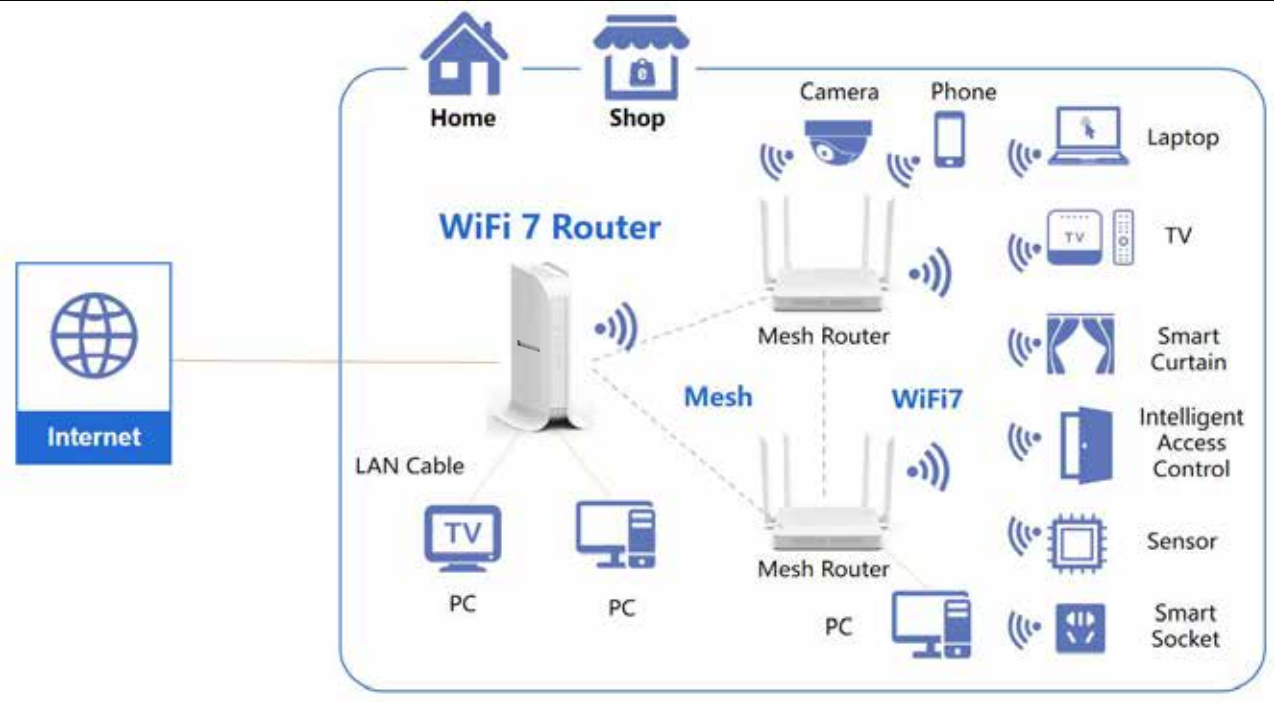 Home
Shop
Camera
Phone
Laptop
WiFi 7 Router
TV
TV
Mesh Router
Smart
Curtain
Internet
Mesh
WiFi7
Intelligent
Access
Control
LAN Cable
TV
PC
PC
Mesh Router
PC
Sensor
Smart
Socket